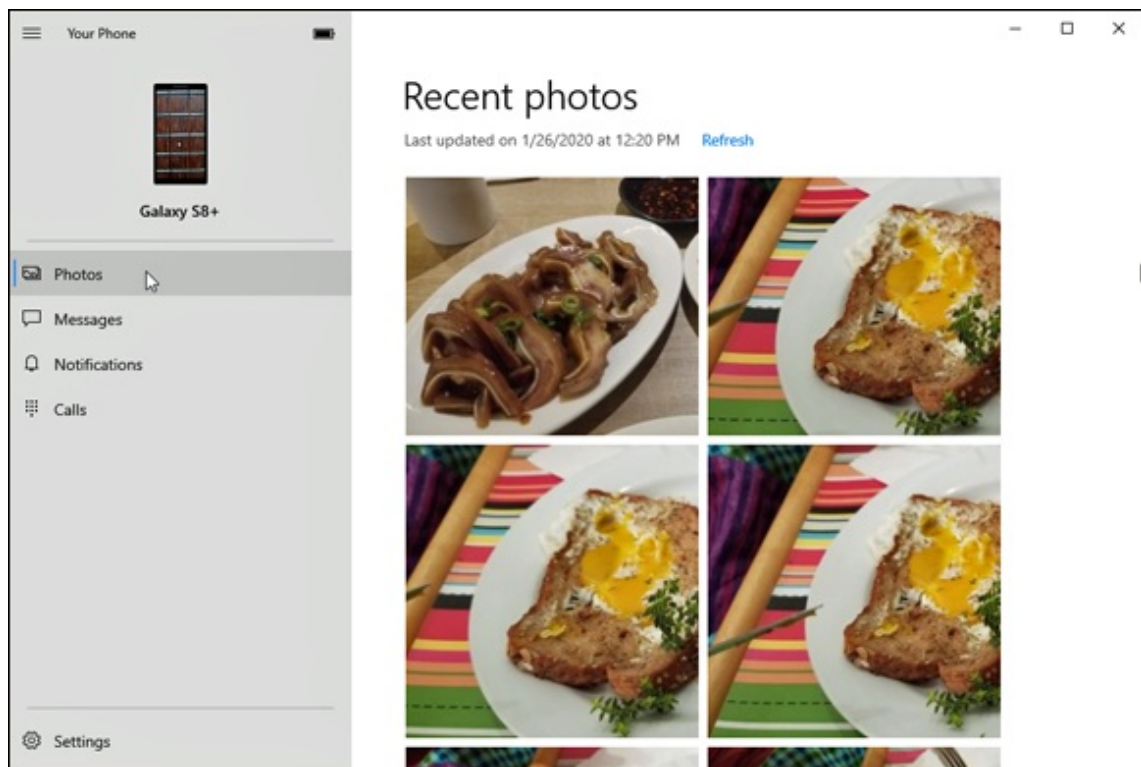 Your Phone
Galaxy S8+
Photos
Messages
Notifications
Calls
Settings
Recent photos
Last updated on 1/26/2020 at 12:20 PM Refresh